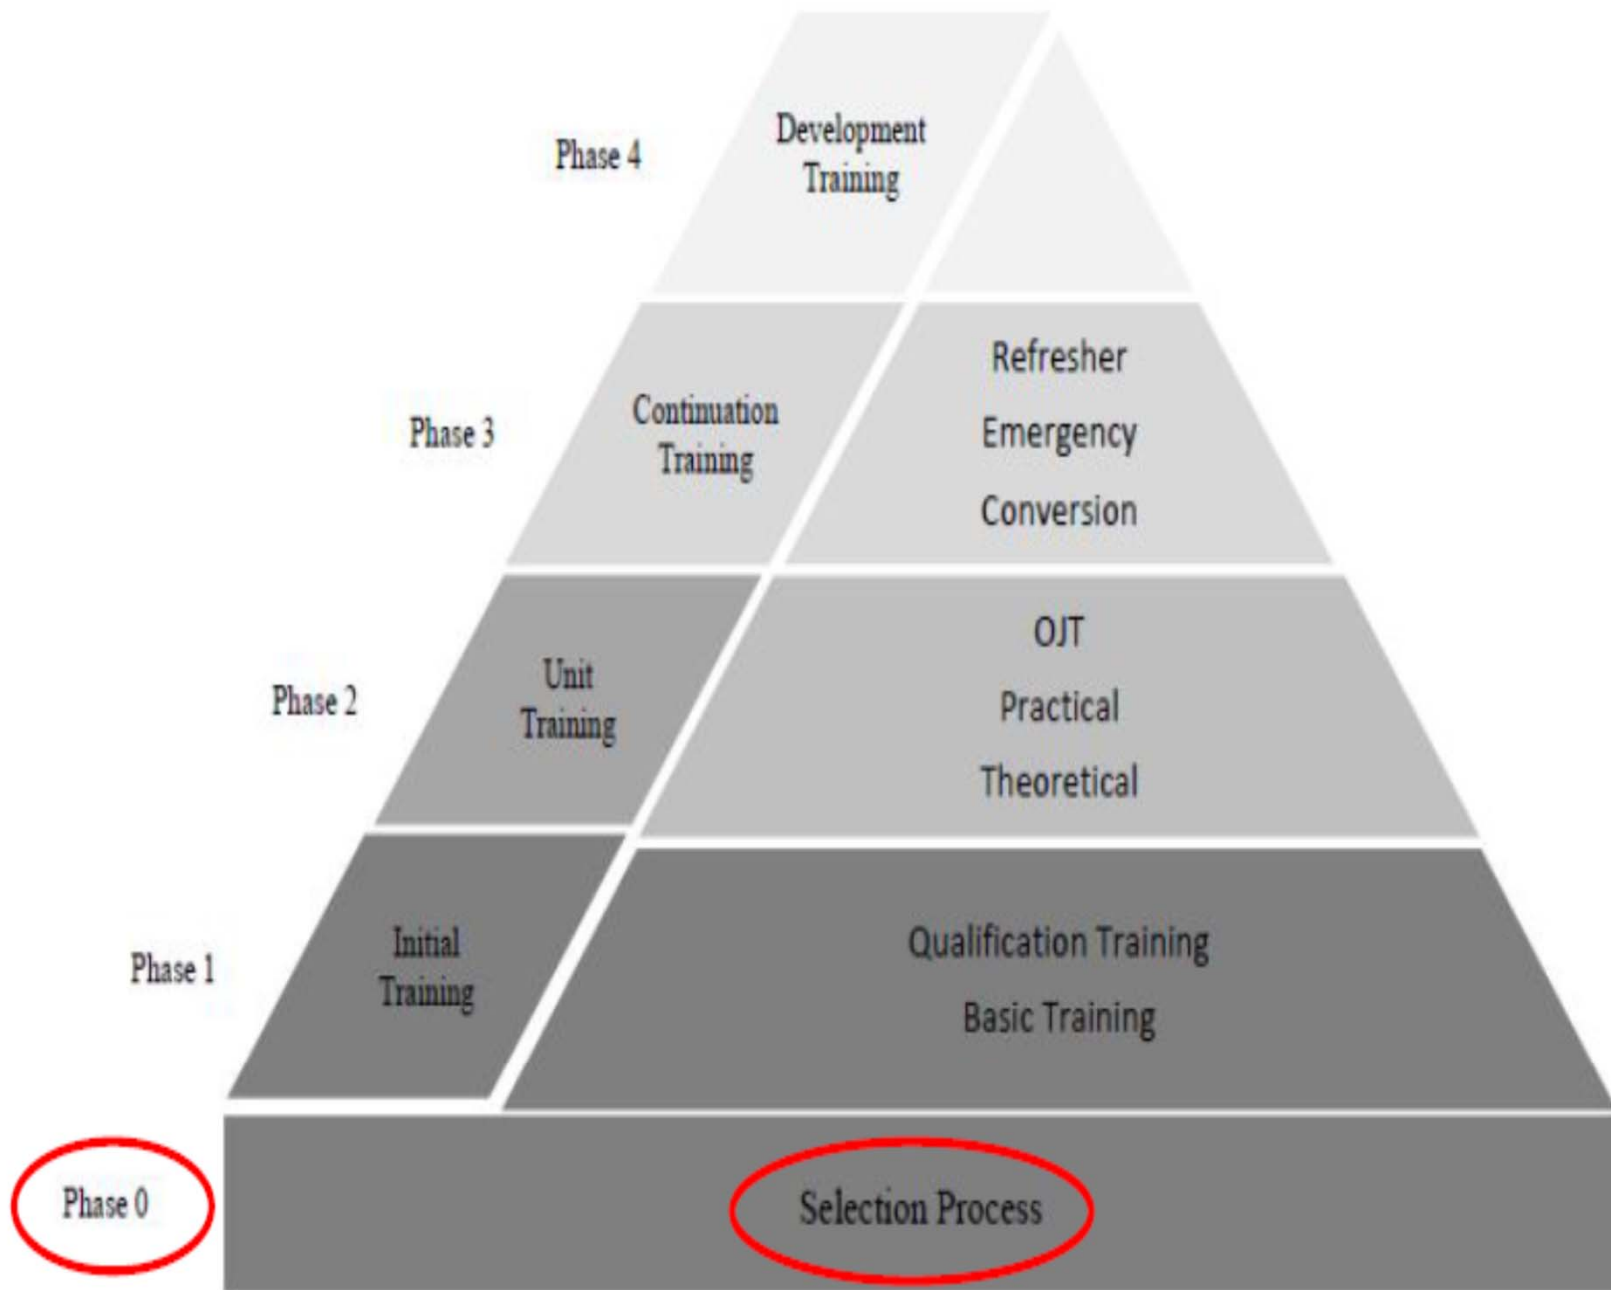 Phase 4
Development
Training
Phase 3
Continuation
Training
Refresher
Emergency
Conversion
Phase 2
Unit
Training
OJT
Practical
Theoretical
Phase 1
Initial
Training
Qualification Training
Basic Training
Phase 0
Selection Process